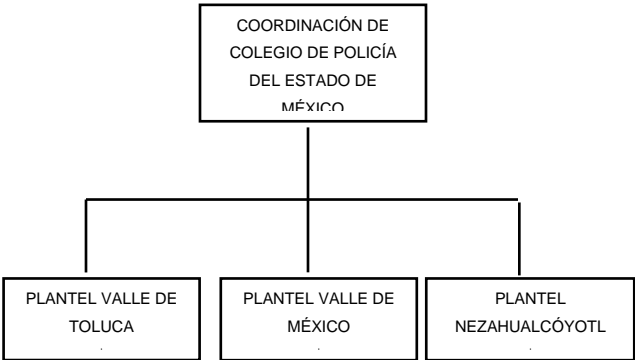 COORDINACIÓN DE
COLEGIO DE POLICÍA
DEL ESTADO DE
MÉXICO
PLANTEL VALLE DE
TOLUCA
.
PLANTEL VALLE DE
MÉXICO
.
PLANTEL
NEZAHUALCÓYOTL
.